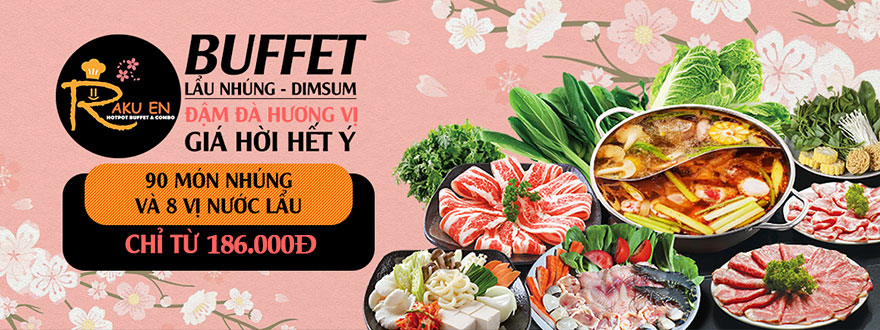 RAKU EN
HOTPOT BUFFET & COMBO
BUFFET
LẨU NHÚNG - DIMSUM
ĐẬM ĐÀ HƯƠNG VỊ
GIÁ HỜI HẾT Ý
90 MÓN NHÚNG
VÀ 8 VỊ NƯỚC LẨU
CHỈ TỪ 186.000Đ